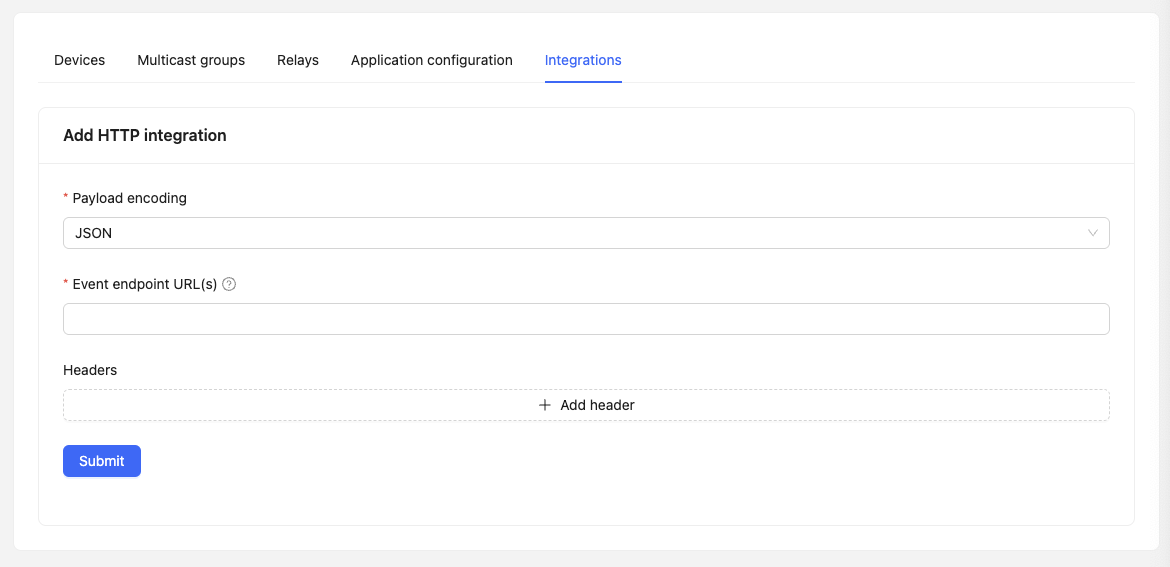 Devices Multicast groups Relays Application configuration Integrations
Add HTTP integration
* Payload encoding
JSON
* Event endpoint URL(s) ?
Headers
+ Add header
Submit